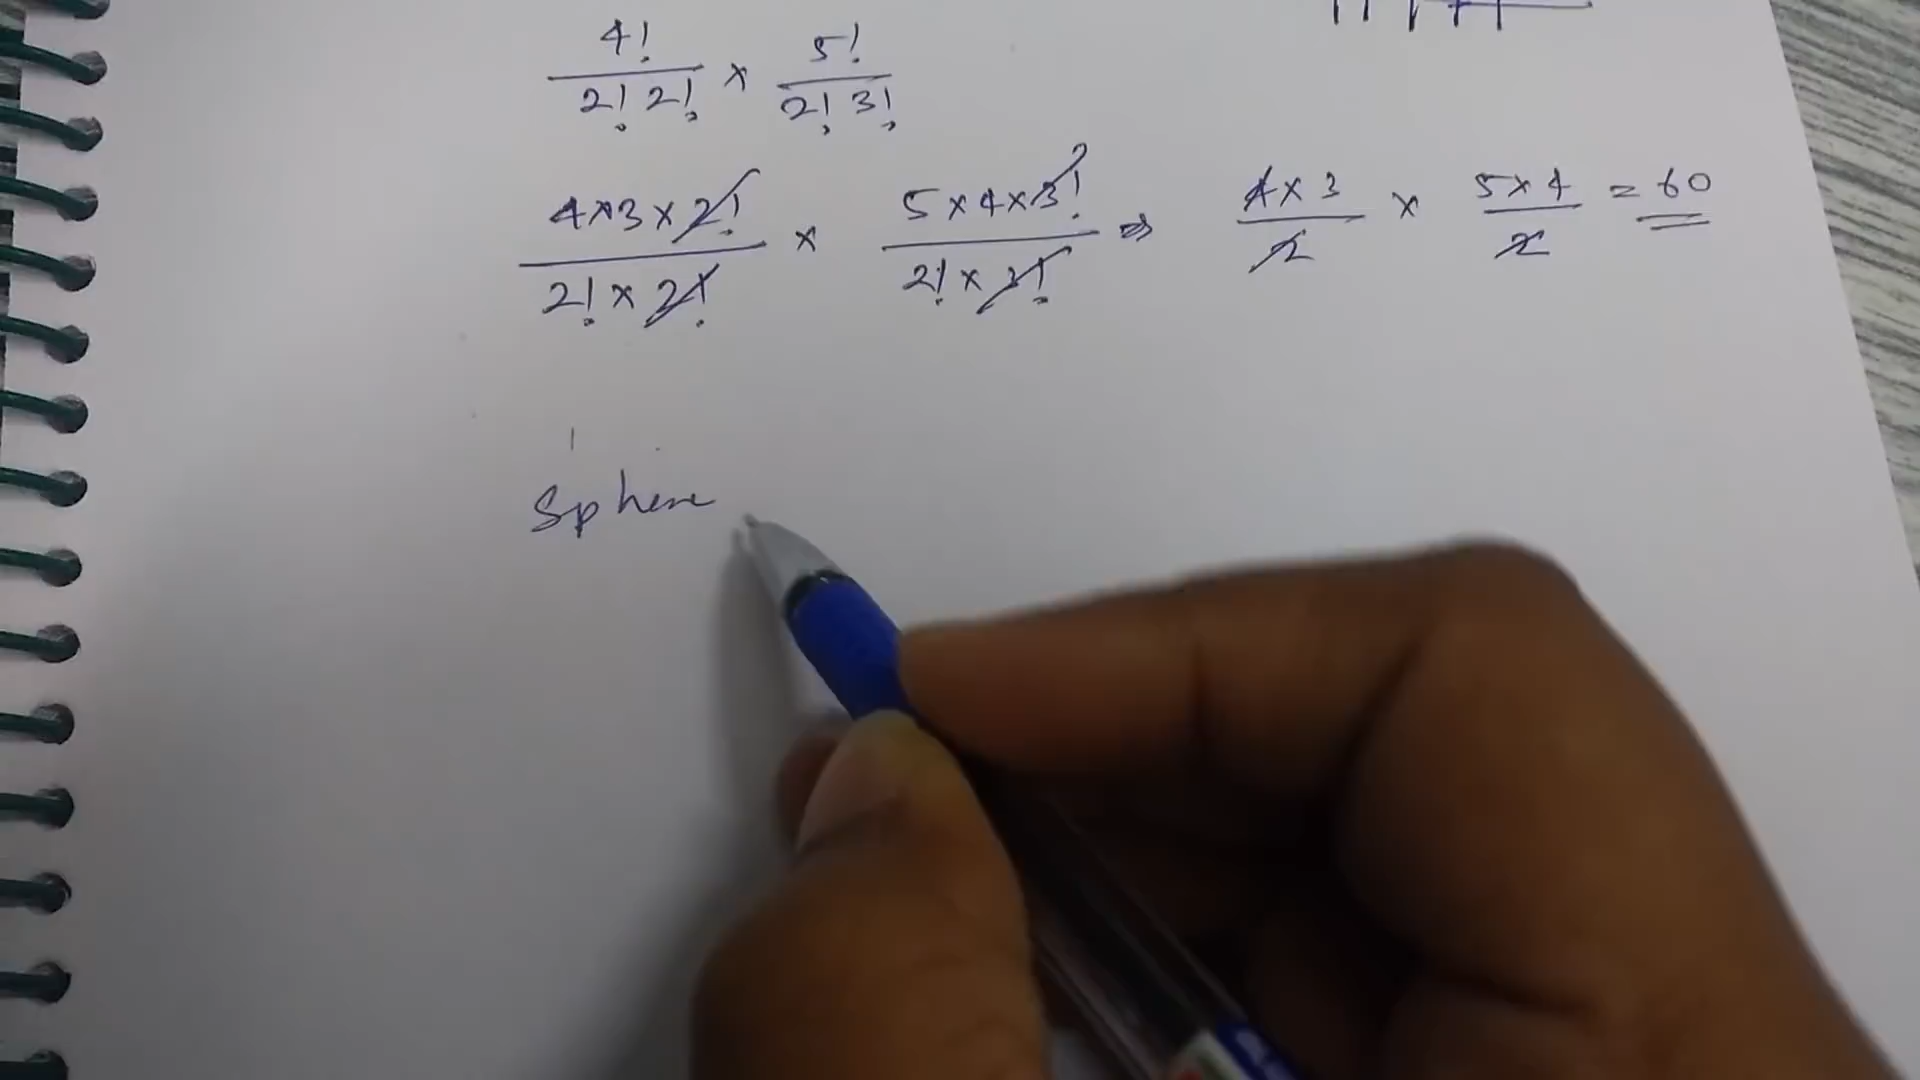 4! / 2! 2! × 5! / 2! 3!
4×3×2! / 2!×2! × 5×4×3! / 2!×3! ⇒ 4×3 / 2 × 5×4 / 2 = 60
Sphere